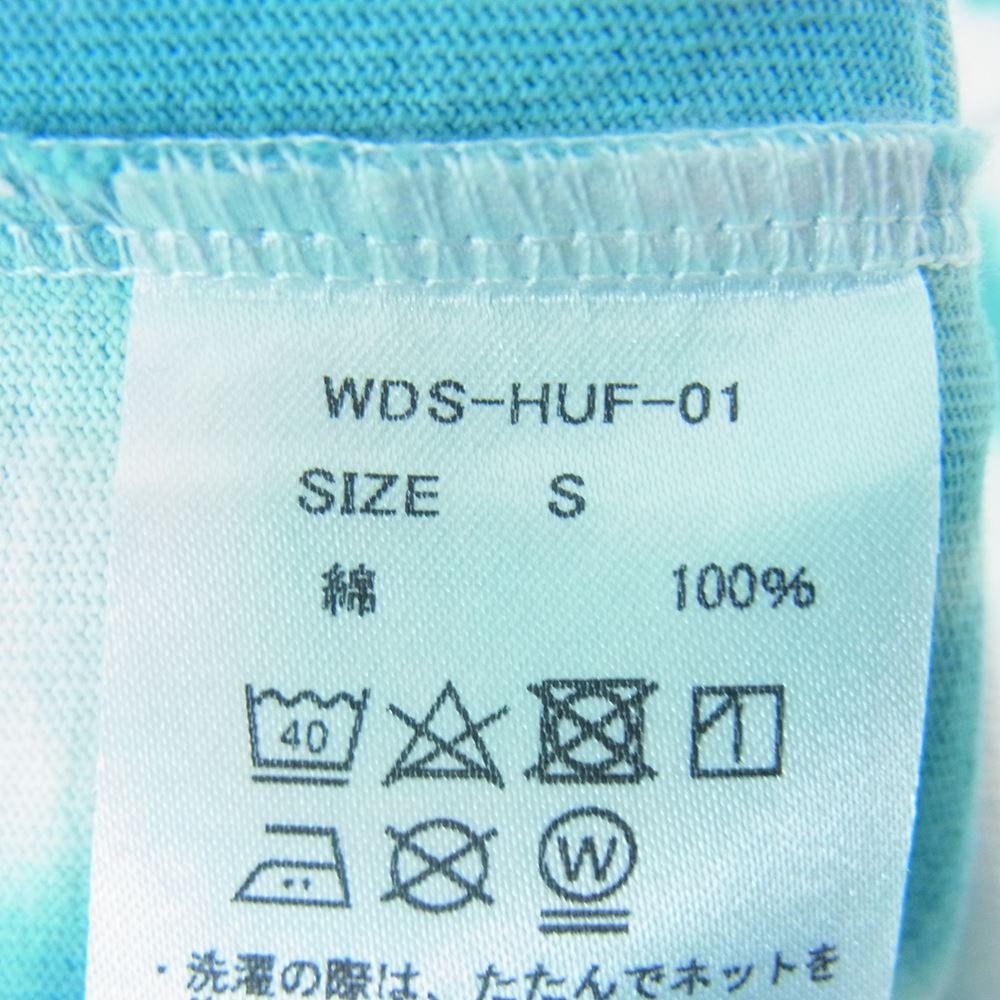 WDS-HUF-01
SIZE S
綿 100%
40
W
・洗濯の際は、たたんでネットを